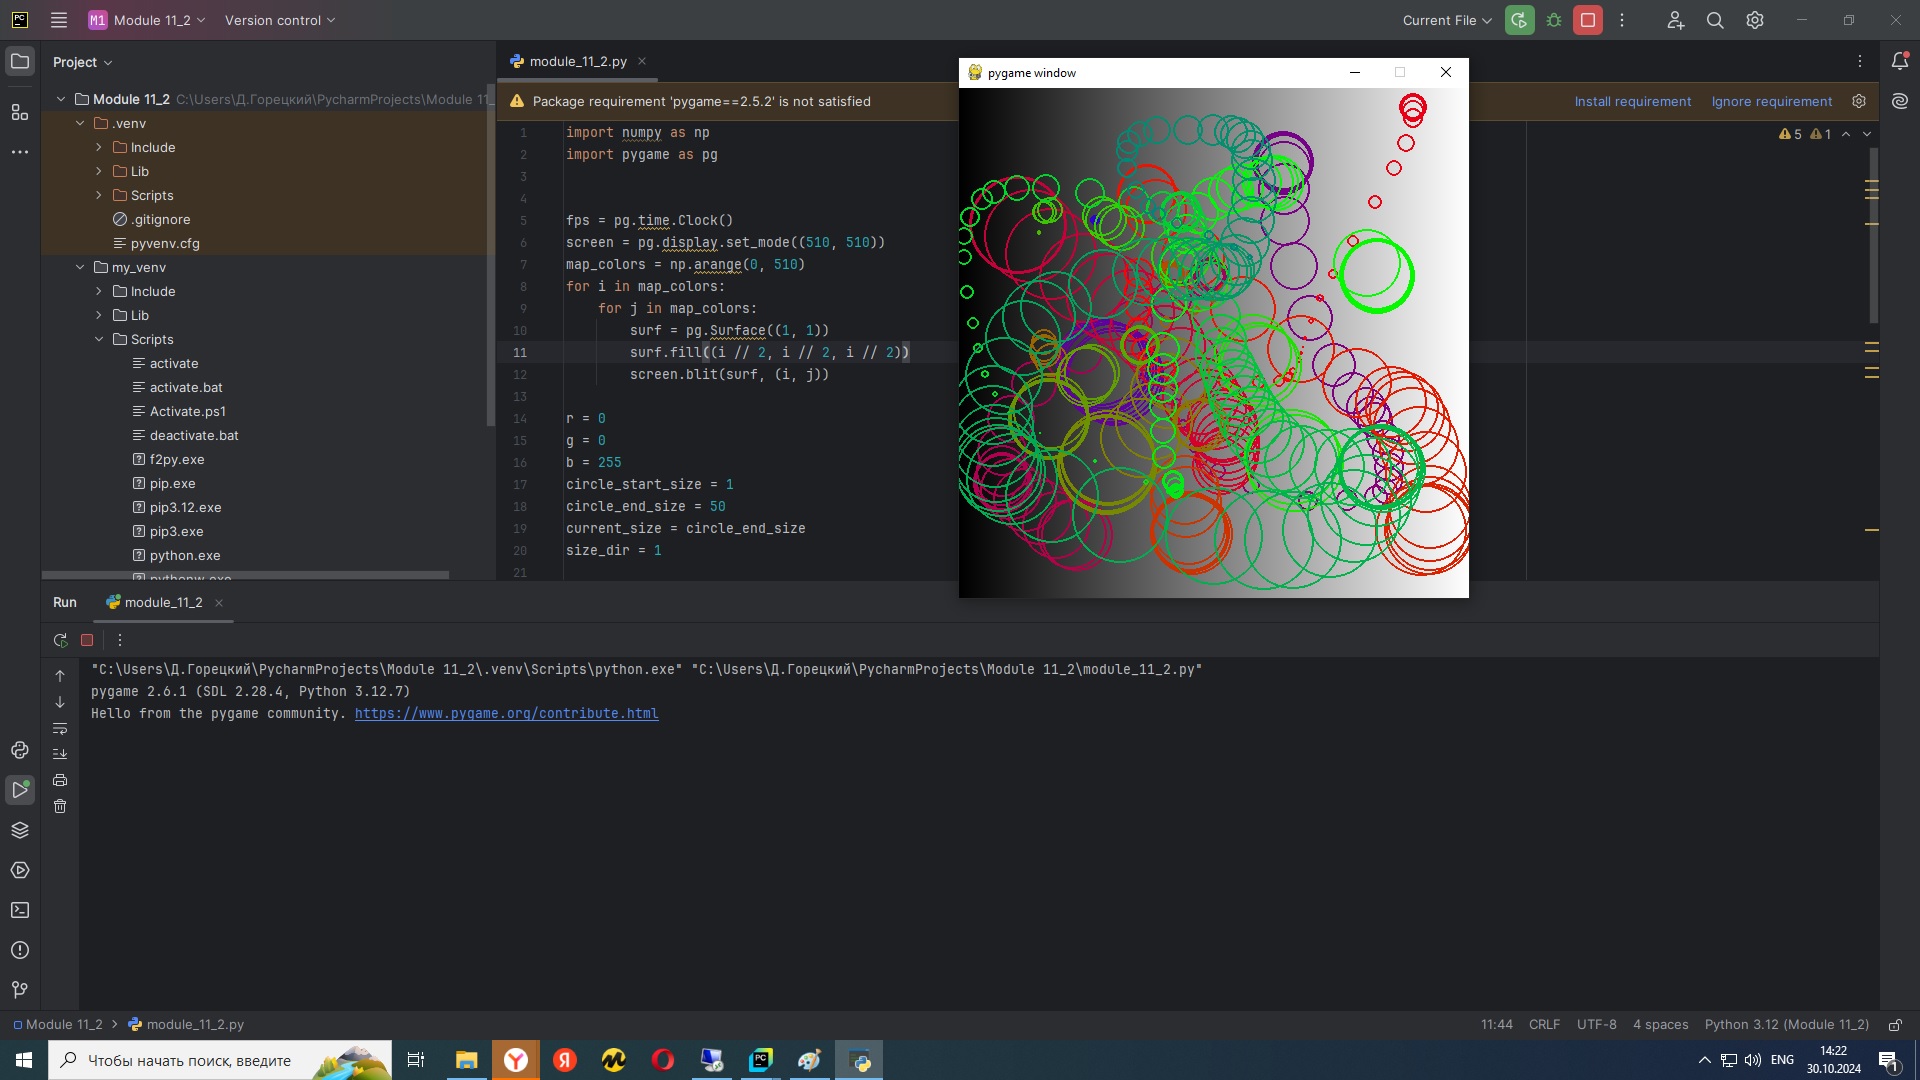 M1 Module 11_2 Version control Current File
Project
module_11_2.py
pygame window
Module 11_2 C:\Users\Д.Горецкий\PycharmProjects\Module 11_
.venv
Include
Lib
Scripts
.gitignore
pyvenv.cfg
my_venv
Include
Lib
Scripts
activate
activate.bat
Activate.ps1
deactivate.bat
f2py.exe
pip.exe
pip3.12.exe
pip3.exe
python.exe
pythonw.exe
Package requirement 'pygame==2.5.2' is not satisfied
Install requirement Ignore requirement
5 1
1 import numpy as np
2 import pygame as pg
3
4
5 fps = pg.time.Clock()
6 screen = pg.display.set_mode((510, 510))
7 map_colors = np.arange(0, 510)
8 for i in map_colors:
9 for j in map_colors:
10 surf = pg.Surface((1, 1))
11 surf.fill((i // 2, i // 2, i // 2))
12 screen.blit(surf, (i, j))
13
14 r = 0
15 g = 0
16 b = 255
17 circle_start_size = 1
18 circle_end_size = 50
19 current_size = circle_end_size
20 size_dir = 1
21
Run module_11_2
"C:\Users\Д.Горецкий\PycharmProjects\Module 11_2\.venv\Scripts\python.exe" "C:\Users\Д.Горецкий\PycharmProjects\Module 11_2\module_11_2.py"
pygame 2.6.1 (SDL 2.28.4, Python 3.12.7)
Hello from the pygame community. https://www.pygame.org/contribute.html
Module 11_2 > module_11_2.py
11:44 CRLF UTF-8 4 spaces Python 3.12 (Module 11_2)
Чтобы начать поиск, введите
ENG
14:22
30.10.2024
1